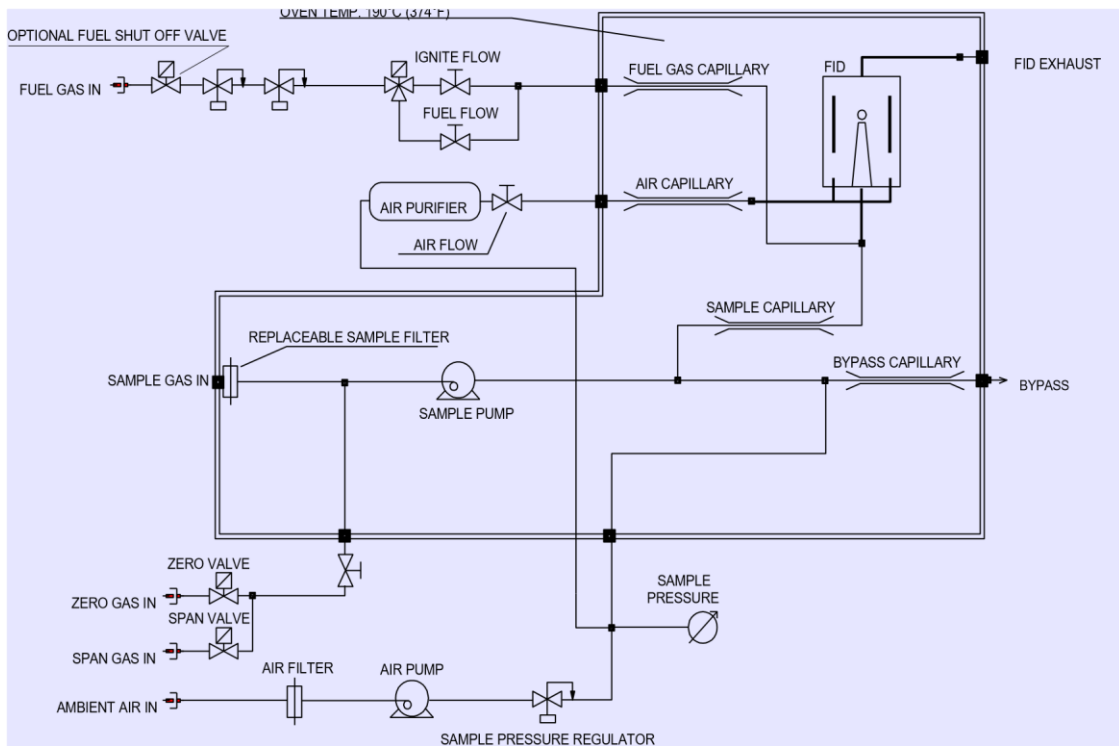 OVEN TEMP. 190°C (374°F)
OPTIONAL FUEL SHUT OFF VALVE
IGNITE FLOW
FUEL GAS CAPILLARY
FID
FID EXHAUST
FUEL GAS IN
FUEL FLOW
AIR CAPILLARY
AIR PURIFIER
AIR FLOW
SAMPLE CAPILLARY
REPLACEABLE SAMPLE FILTER
BYPASS CAPILLARY
SAMPLE GAS IN
BYPASS
SAMPLE PUMP
ZERO VALVE
SAMPLE
PRESSURE
ZERO GAS IN
SPAN VALVE
SPAN GAS IN
AIR FILTER
AIR PUMP
AMBIENT AIR IN
SAMPLE PRESSURE REGULATOR